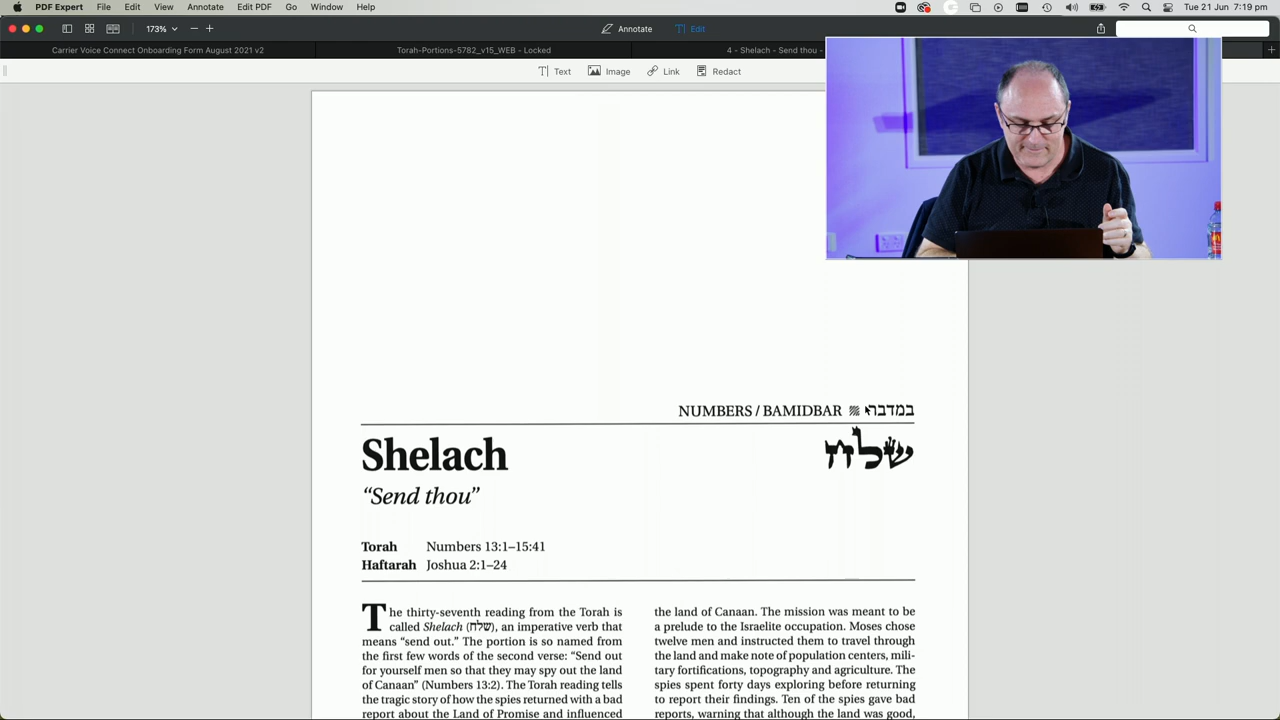 PDF Expert File Edit View Annotate Edit PDF Go Window Help Tue 21 Jun 7:19 pm
173% Annotate Edit
Carrier Voice Connect Onboarding Form August 2021 v2 Torah-Portions-5782_v15_WEB - Locked 4 - Shelach - Send thou -
Text Image Link Redact
NUMBERS / BAMIDBAR במדבר
Shelach שלח
“Send thou”
Torah Numbers 13:1–15:41
Haftarah Joshua 2:1–24
The thirty-seventh reading from the Torah is
called Shelach (שלח), an imperative verb that
means “send out.” The portion is so named from
the first few words of the second verse: “Send out
for yourself men so that they may spy out the land
of Canaan” (Numbers 13:2). The Torah reading tells
the tragic story of how the spies returned with a bad
report about the Land of Promise and influenced
the land of Canaan. The mission was meant to be
a prelude to the Israelite occupation. Moses chose
twelve men and instructed them to travel through
the land and make note of population centers, mili-
tary fortifications, topography and agriculture. The
spies spent forty days exploring before returning
to report their findings. Ten of the spies gave bad
reports, warning that although the land was good,